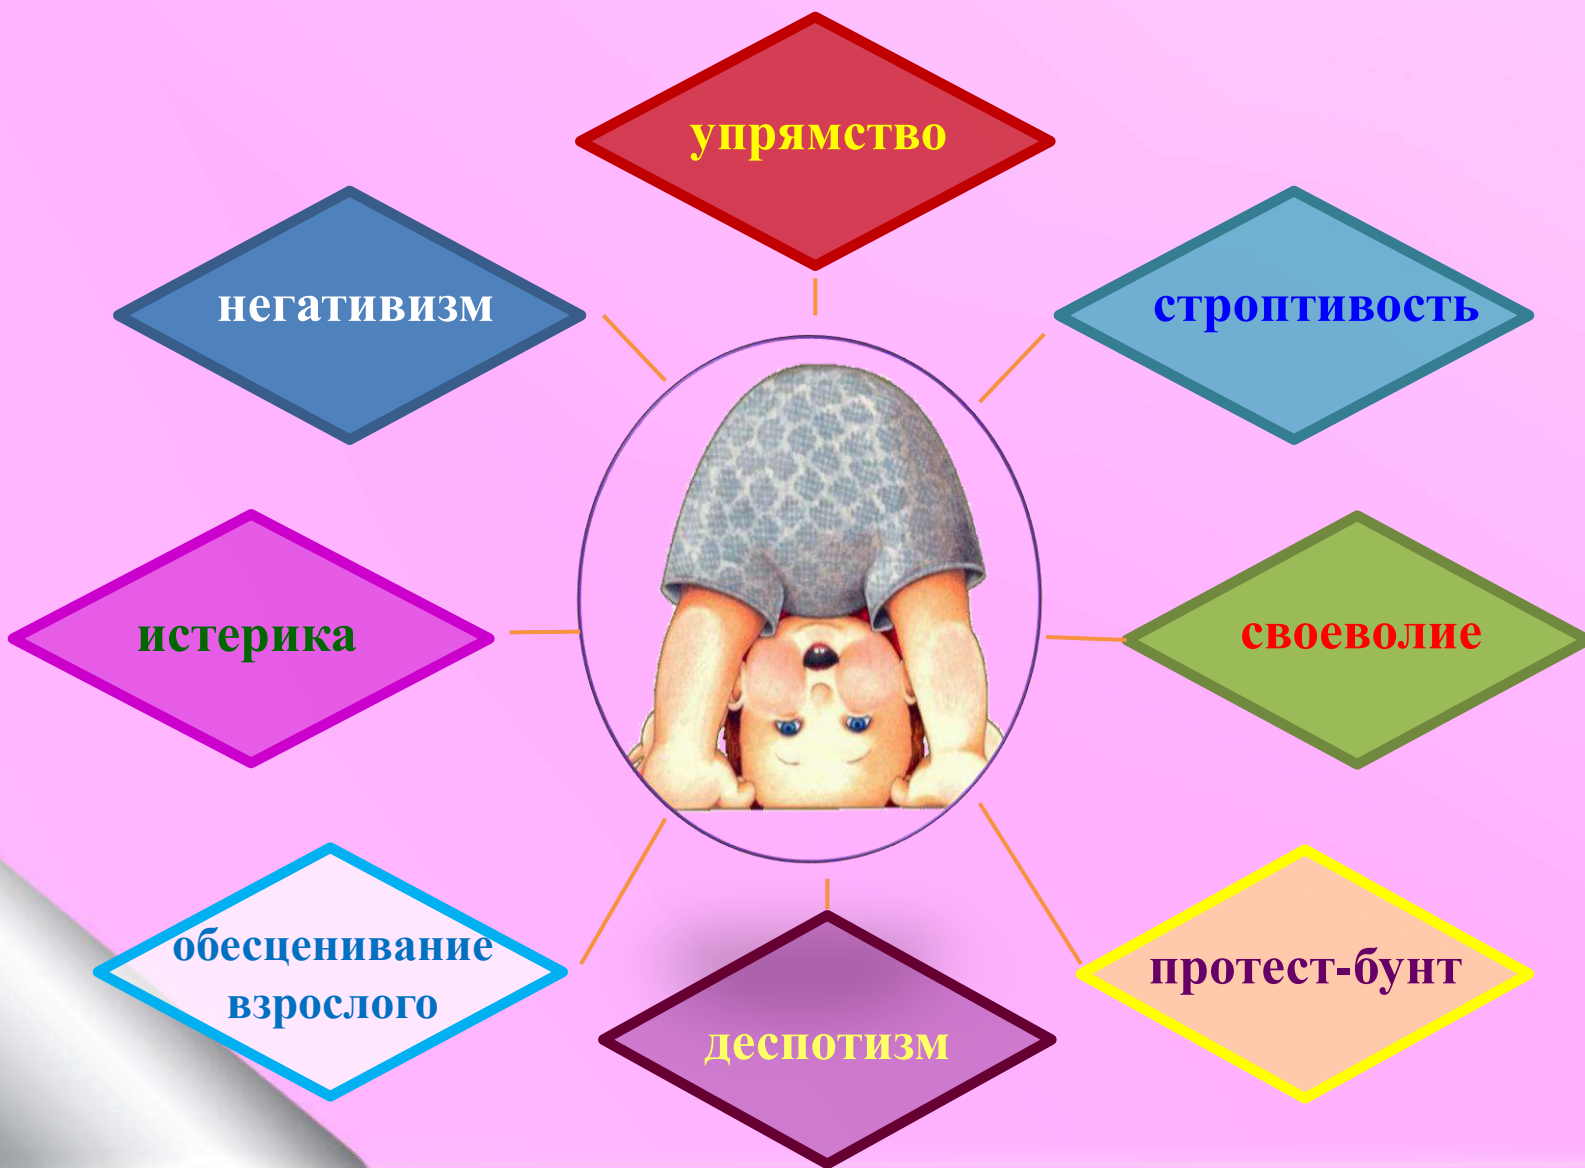 упрямство
негативизм
строптивость
истерика
своеволие
обесценивание
взрослого
протест-бунт
деспотизм